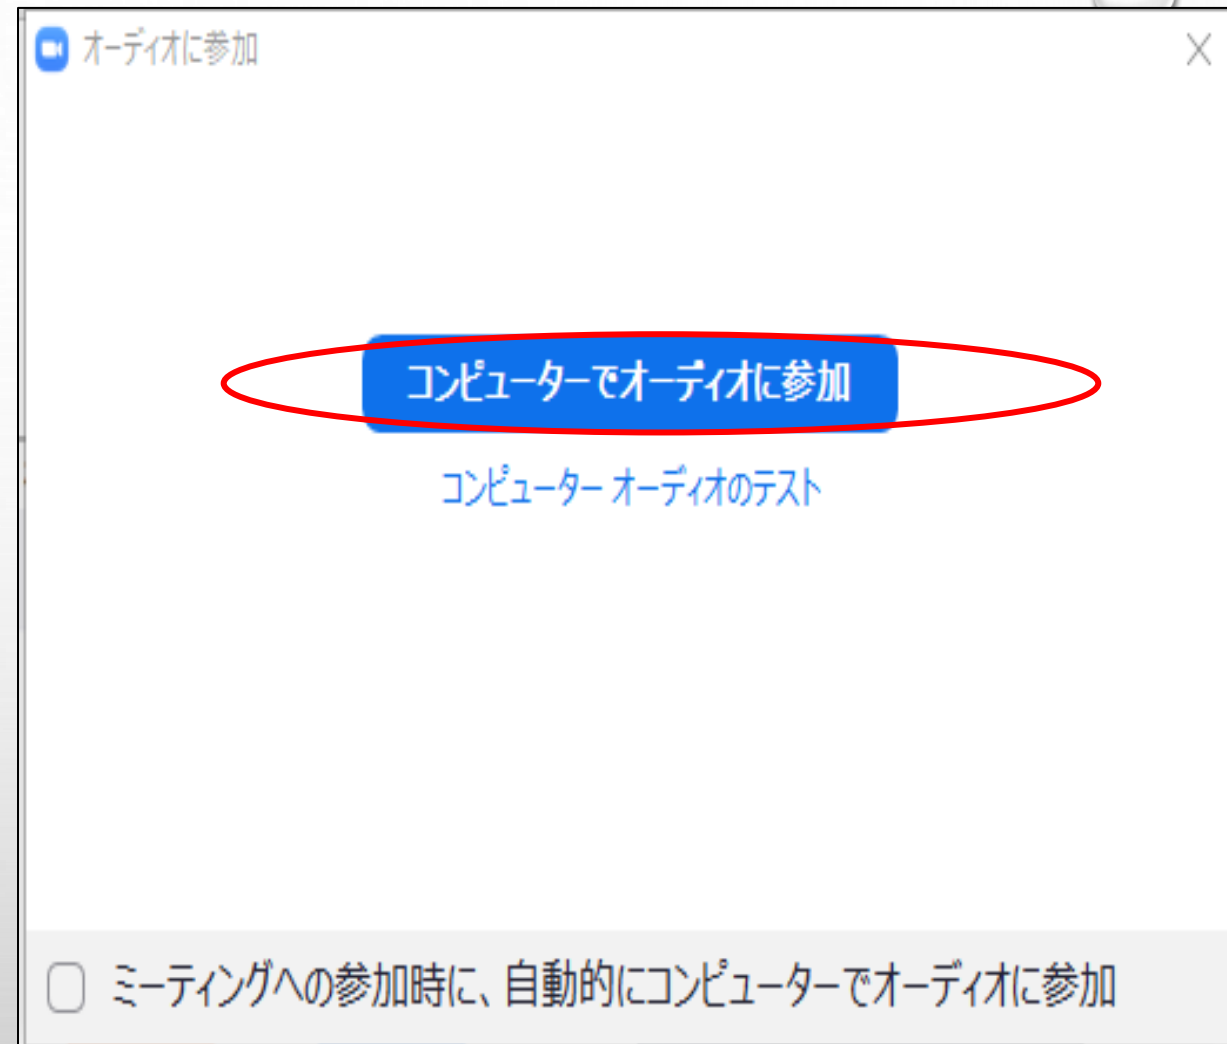 オーディオに参加
コンピューターでオーディオに参加
コンピューター オーディオのテスト
ミーティングへの参加時に、自動的にコンピューターでオーディオに参加